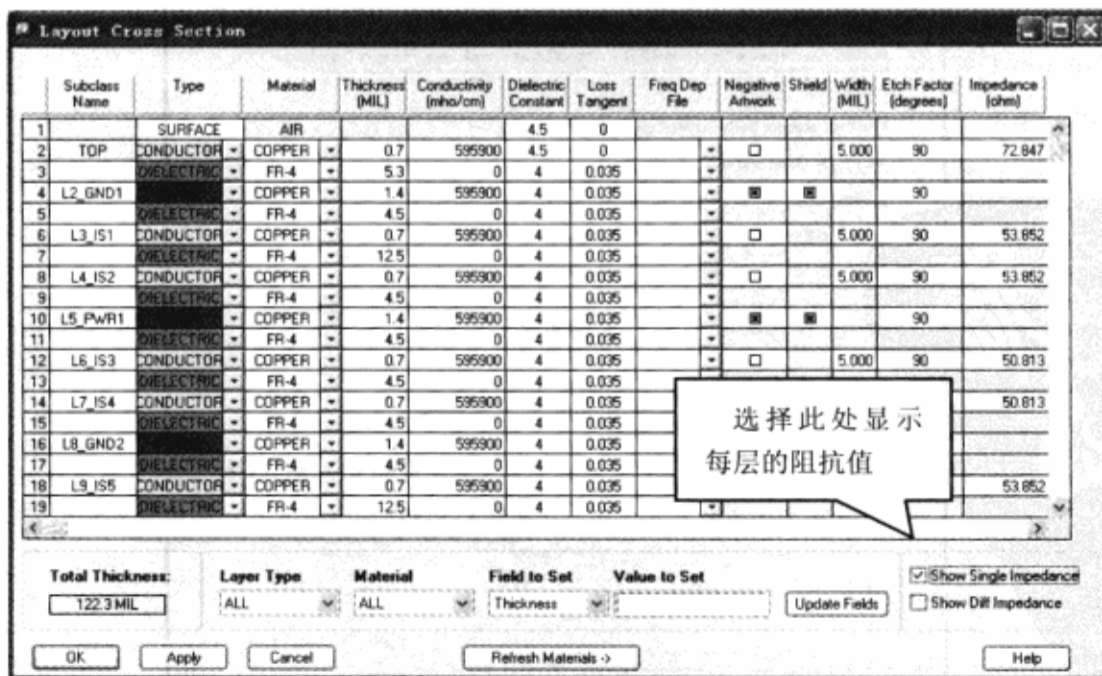 Layout Cross Section
Subclass Name Type Material Thickness (MIL) Conductivity (mho/cm) Dielectric Constant Loss Tangent Freq Dep File Negative Artwork Shield Width (MIL) Etch Factor (degrees) Impedance (ohm)
1 SURFACE AIR 4.5 0
2 TOP CONDUCTOR COPPER 0.7 595900 4.5 0 5.000 90 72.847
3 DIELECTRIC FR-4 5.3 0 4 0.035
4 L2_GND1 COPPER 1.4 595900 4 0.035 90
5 DIELECTRIC FR-4 4.5 0 4 0.035
6 L3_IS1 CONDUCTOR COPPER 0.7 595900 4 0.035 5.000 90 53.852
7 DIELECTRIC FR-4 12.5 0 4 0.035
8 L4_IS2 CONDUCTOR COPPER 0.7 595900 4 0.035 5.000 90 53.852
9 DIELECTRIC FR-4 4.5 0 4 0.035
10 L5_PWR1 COPPER 1.4 595900 4 0.035 90
11 DIELECTRIC FR-4 4.5 0 4 0.035
12 L6_IS3 CONDUCTOR COPPER 0.7 595900 4 0.035 5.000 90 50.813
13 DIELECTRIC FR-4 4.5 0 4 0.035
14 L7_IS4 CONDUCTOR COPPER 0.7 595900 4 0.035 50.813
15 DIELECTRIC FR-4 4.5 0 4 0.035
16 L8_GND2 COPPER 1.4 595900 4 0.035
17 DIELECTRIC FR-4 4.5 0 4 0.035
18 L9_IS5 CONDUCTOR COPPER 0.7 595900 4 0.035 53.852
19 DIELECTRIC FR-4 12.5 0 4 0.035
选择此处显示
每层的阻抗值
Total Thickness: Layer Type Material Field to Set Value to Set Show Single Impedance
122.3 MIL ALL ALL Thickness Update Fields Show Diff Impedance
OK Apply Cancel Refresh Materials -> Help